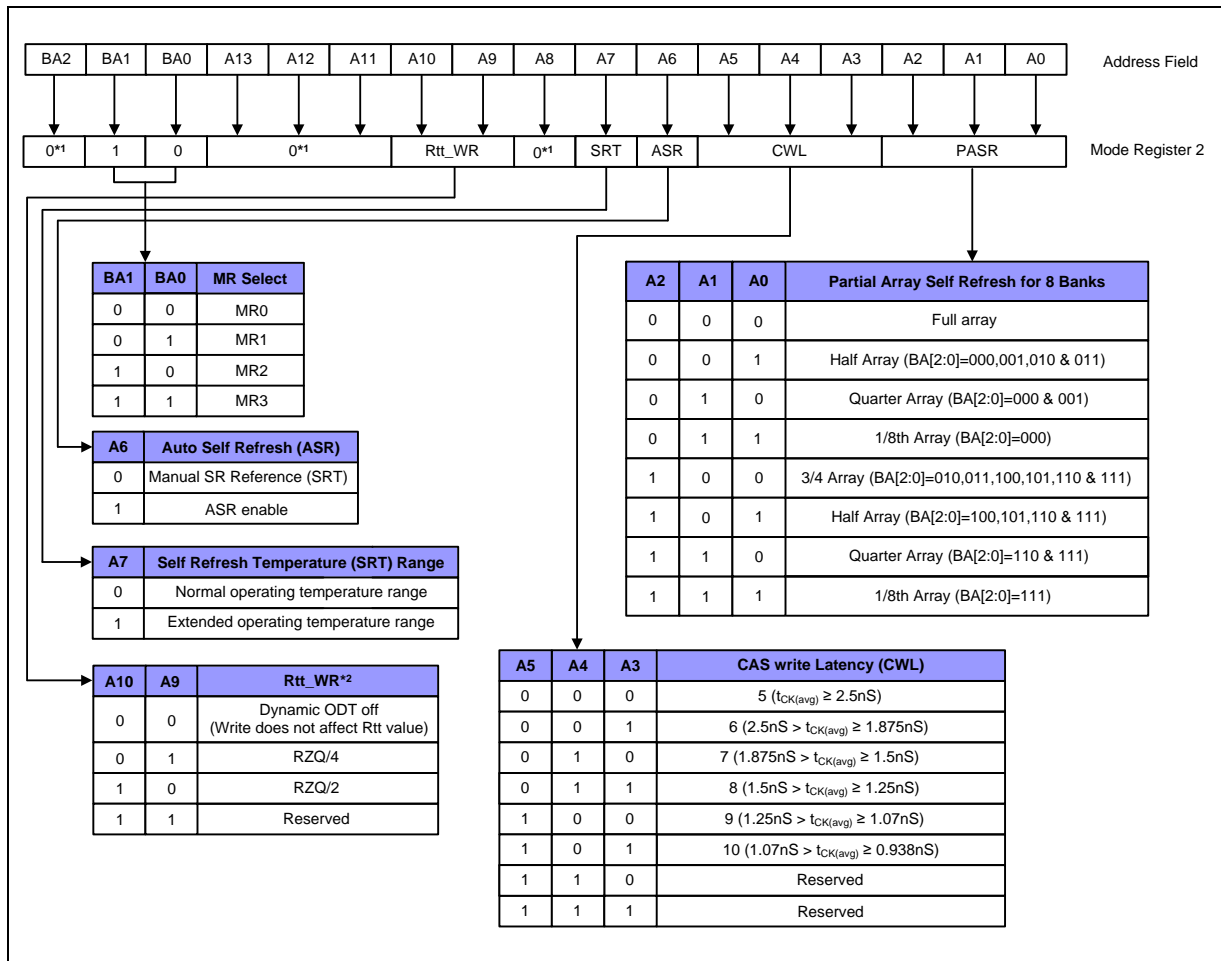 BA2 BA1 BA0 A13 A12 A11 A10 A9 A8 A7 A6 A5 A4 A3 A2 A1 A0 Address Field
0*1 1 0 0*1 Rtt_WR 0*1 SRT ASR CWL PASR Mode Register 2
BA1 BA0 MR Select
0 0 MR0
0 1 MR1
1 0 MR2
1 1 MR3
A6 Auto Self Refresh (ASR)
0 Manual SR Reference (SRT)
1 ASR enable
A7 Self Refresh Temperature (SRT) Range
0 Normal operating temperature range
1 Extended operating temperature range
A10 A9 Rtt_WR*2
0 0 Dynamic ODT off
(Write does not affect Rtt value)
0 1 RZQ/4
1 0 RZQ/2
1 1 Reserved
A2 A1 A0 Partial Array Self Refresh for 8 Banks
0 0 0 Full array
0 0 1 Half Array (BA[2:0]=000,001,010 & 011)
0 1 0 Quarter Array (BA[2:0]=000 & 001)
0 1 1 1/8th Array (BA[2:0]=000)
1 0 0 3/4 Array (BA[2:0]=010,011,100,101,110 & 111)
1 0 1 Half Array (BA[2:0]=100,101,110 & 111)
1 1 0 Quarter Array (BA[2:0]=110 & 111)
1 1 1 1/8th Array (BA[2:0]=111)
A5 A4 A3 CAS write Latency (CWL)
0 0 0 5 (tCK(avg) ≥ 2.5nS)
0 0 1 6 (2.5nS > tCK(avg) ≥ 1.875nS)
0 1 0 7 (1.875nS > tCK(avg) ≥ 1.5nS)
0 1 1 8 (1.5nS > tCK(avg) ≥ 1.25nS)
1 0 0 9 (1.25nS > tCK(avg) ≥ 1.07nS)
1 0 1 10 (1.07nS > tCK(avg) ≥ 0.938nS)
1 1 0 Reserved
1 1 1 Reserved